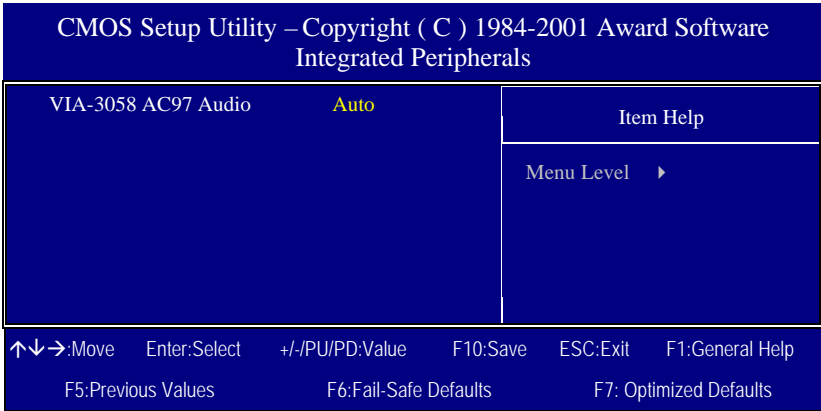 CMOS Setup Utility – Copyright ( C ) 1984-2001 Award Software
Integrated Peripherals
VIA-3058 AC97 Audio Auto
Item Help
Menu Level
↑↓→:Move Enter:Select +/-/PU/PD:Value F10:Save ESC:Exit F1:General Help
F5:Previous Values F6:Fail-Safe Defaults F7: Optimized Defaults